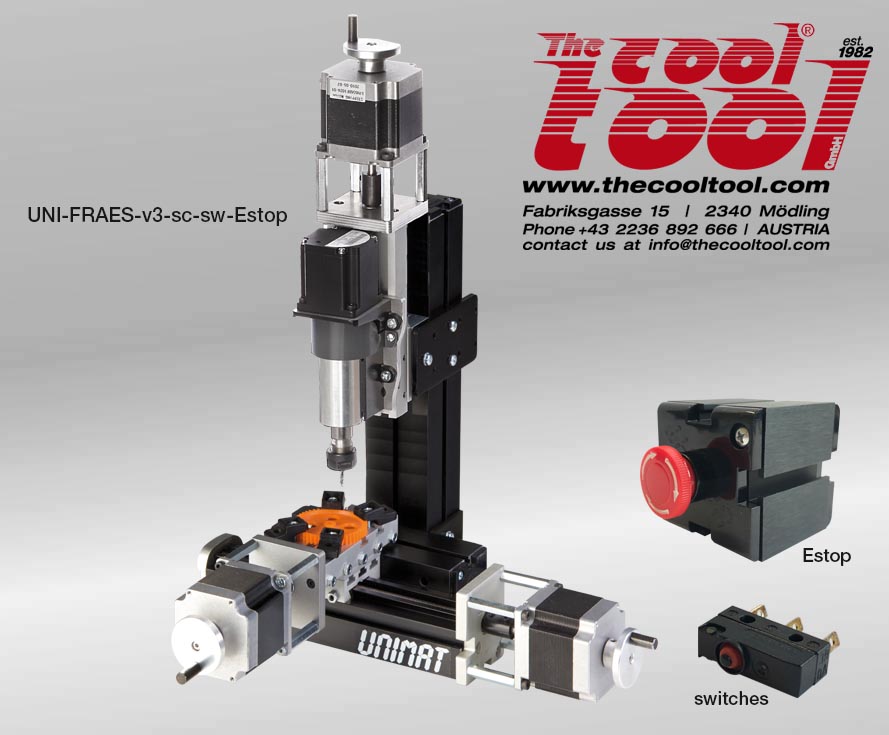 The cool tool GmbH
®
est. 1982
www.thecooltool.com
Fabriksgasse 15 | 2340 Mödling
Phone +43 2236 892 666 | AUSTRIA
contact us at info@thecooltool.com
UNI-FRAES-v3-sc-sw-Estop
Estop
UNIMAT
switches